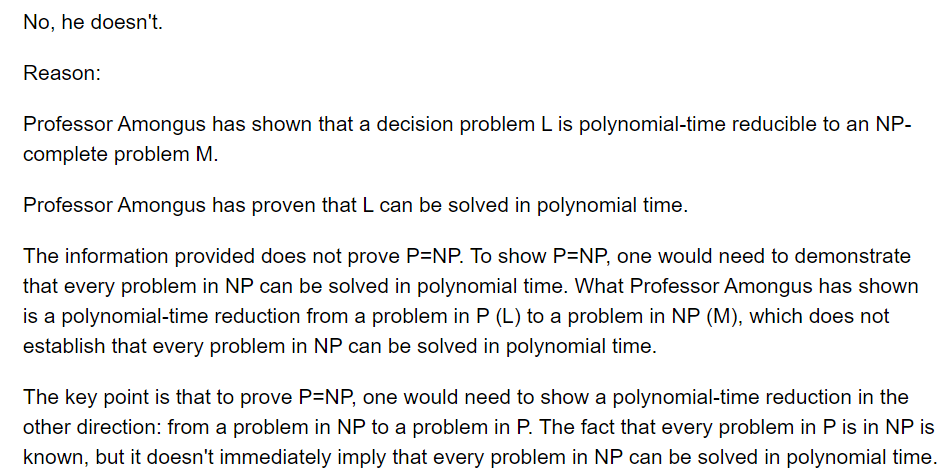 No, he doesn't.
Reason:
Professor Amongus has shown that a decision problem L is polynomial-time reducible to an NP-
complete problem M.
Professor Amongus has proven that L can be solved in polynomial time.
The information provided does not prove P=NP. To show P=NP, one would need to demonstrate
that every problem in NP can be solved in polynomial time. What Professor Amongus has shown
is a polynomial-time reduction from a problem in P (L) to a problem in NP (M), which does not
establish that every problem in NP can be solved in polynomial time.
The key point is that to prove P=NP, one would need to show a polynomial-time reduction in the
other direction: from a problem in NP to a problem in P. The fact that every problem in P is in NP is
known, but it doesn't immediately imply that every problem in NP can be solved in polynomial time.